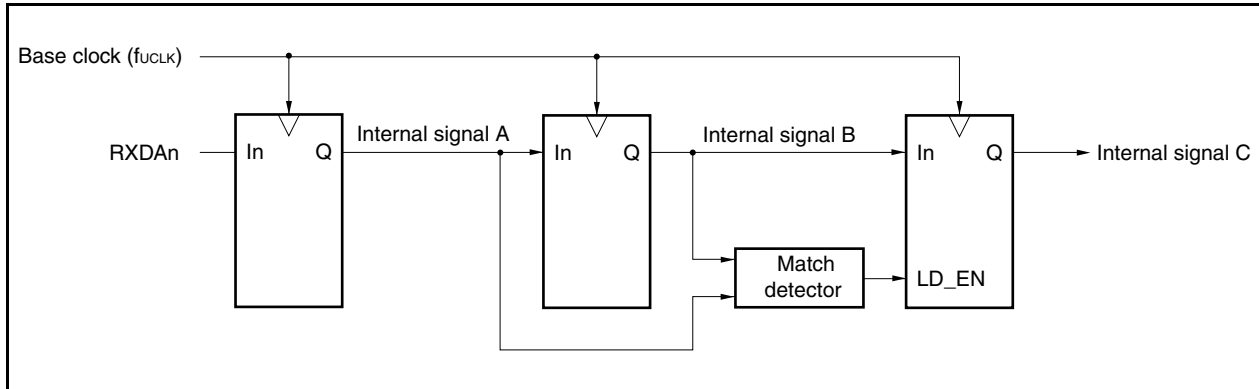 Base clock (fUCLK)
Internal signal A
Internal signal B
RXDAn
In
Q
In
Q
In
Q
Internal signal C
Match
detector
LD_EN